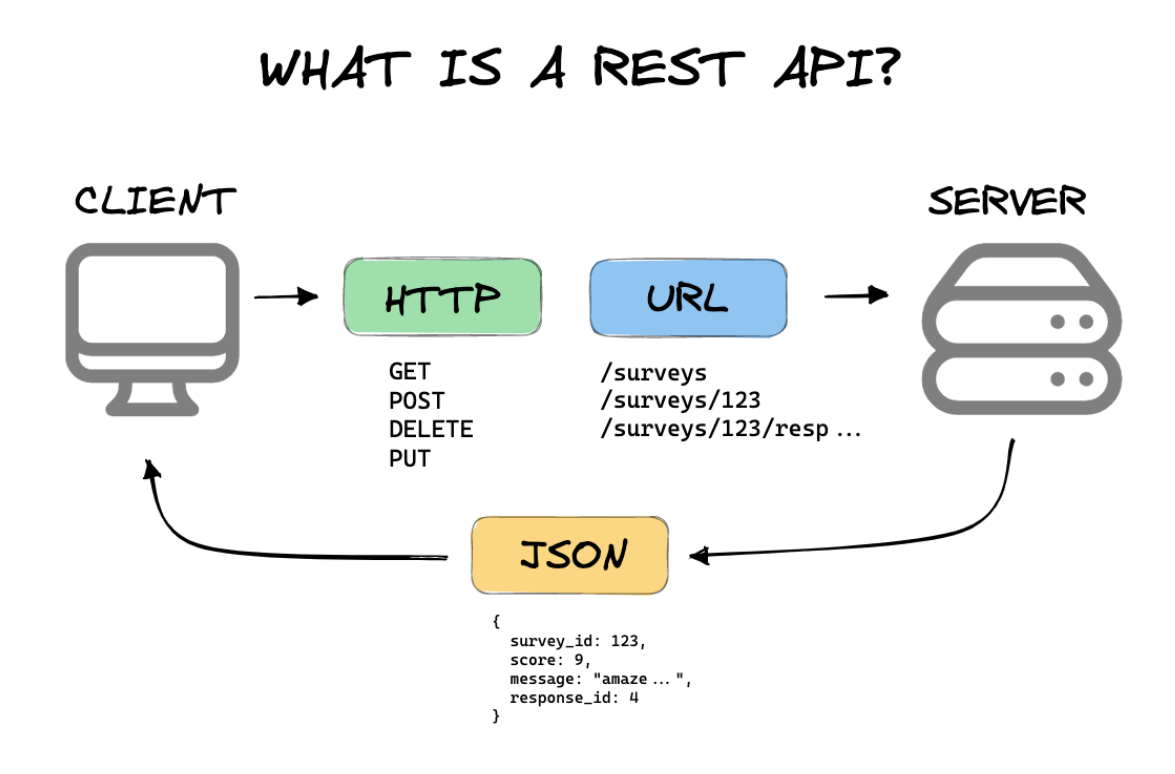 WHAT IS A REST API?
CLIENT
SERVER
HTTP
URL
GET
POST
DELETE
PUT
/surveys
/surveys/123
/surveys/123/resp...
JSON
{
survey_id: 123,
score: 9,
message: "amaze...",
response_id: 4
}